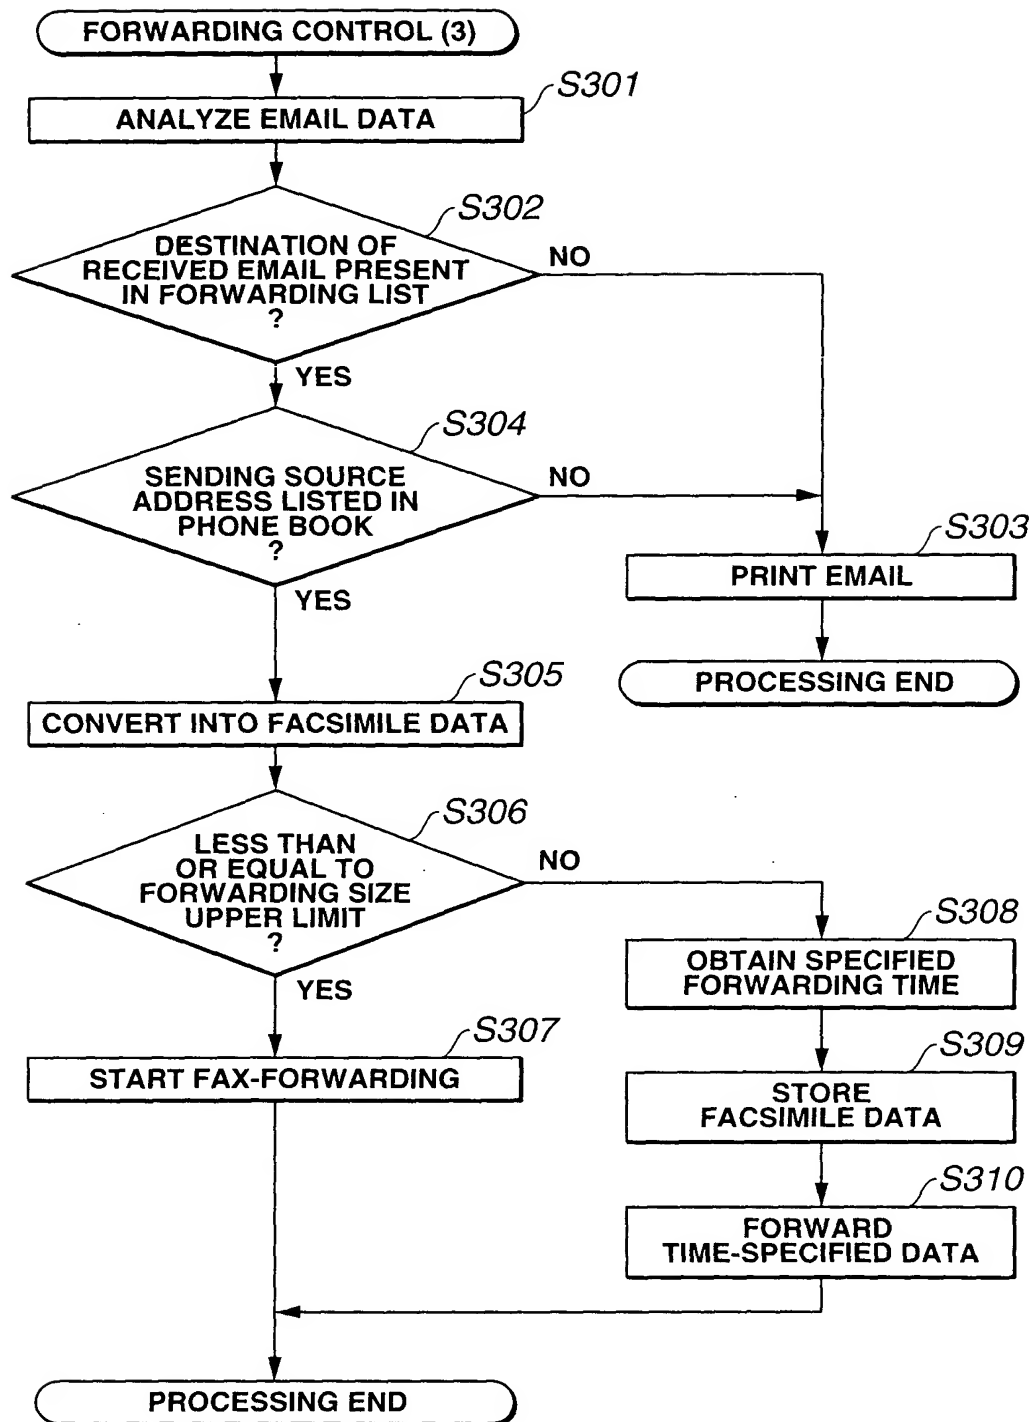 FORWARDING CONTROL (3)
S301
ANALYZE EMAIL DATA
S302
DESTINATION OF
RECEIVED EMAIL PRESENT
IN FORWARDING LIST
?
NO
YES
S304
SENDING SOURCE
ADDRESS LISTED IN
PHONE BOOK
?
NO
YES
S303
PRINT EMAIL
PROCESSING END
S305
CONVERT INTO FACSIMILE DATA
S306
LESS THAN
OR EQUAL TO
FORWARDING SIZE
UPPER LIMIT
?
NO
YES
S307
START FAX-FORWARDING
S308
OBTAIN SPECIFIED
FORWARDING TIME
S309
STORE
FACSIMILE DATA
S310
FORWARD
TIME-SPECIFIED DATA
PROCESSING END